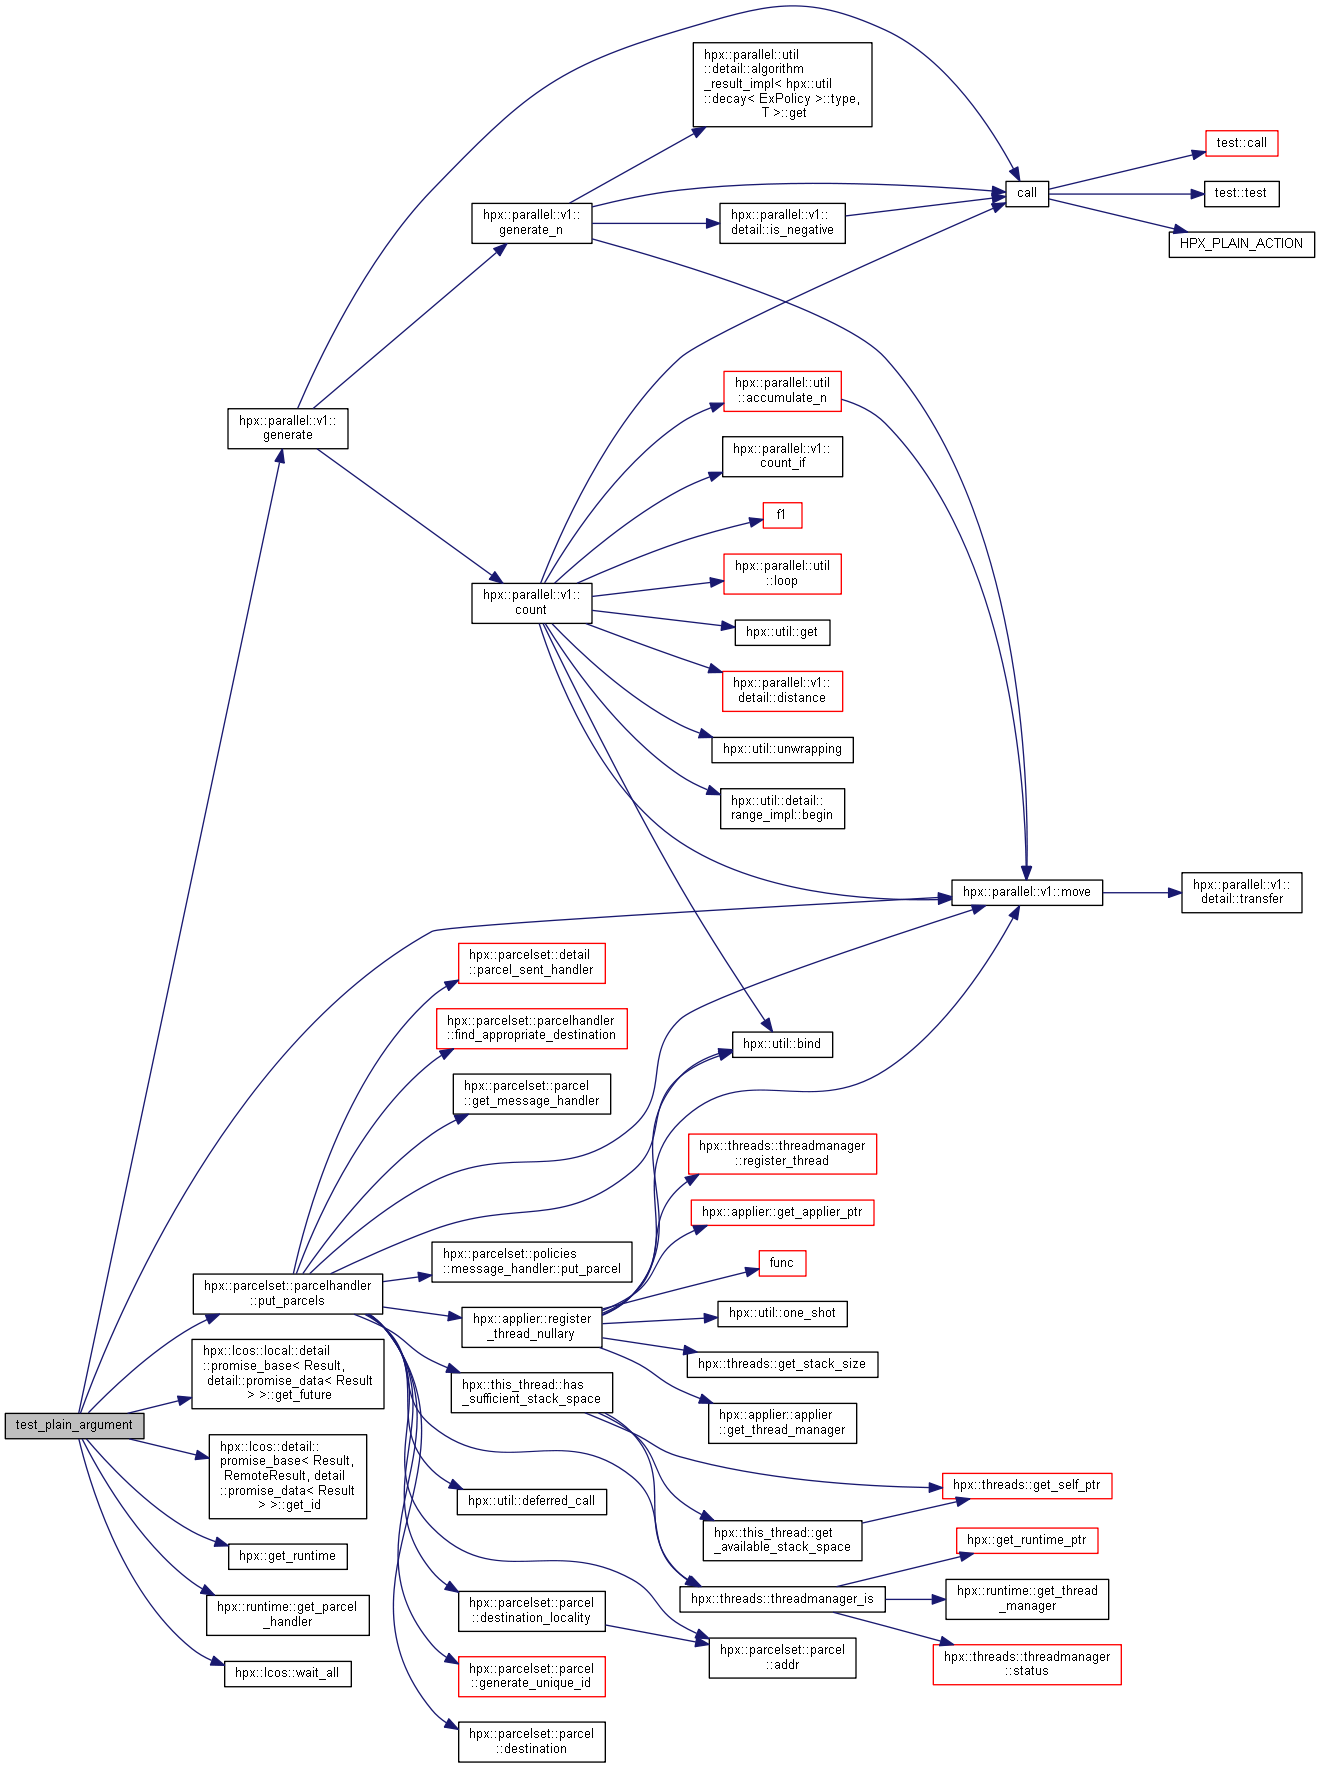 hpx::parallel::util
::detail::algorithm
_result_impl< hpx::util
::decay< ExPolicy >::type,
T >::get
test::call
call
test::test
hpx::parallel::v1::
generate_n
hpx::parallel::v1::
detail::is_negative
HPX_PLAIN_ACTION
hpx::parallel::util
::accumulate_n
hpx::parallel::v1::
generate
hpx::parallel::v1::
count_if
f1
hpx::parallel::util
::loop
hpx::parallel::v1::
count
hpx::util::get
hpx::parallel::v1::
detail::distance
hpx::util::unwrapping
hpx::util::detail::
range_impl::begin
hpx::parallel::v1::move
hpx::parallel::v1::
detail::transfer
hpx::parcelset::detail
::parcel_sent_handler
hpx::parcelset::parcelhandler
::find_appropriate_destination
hpx::util::bind
hpx::parcelset::parcel
::get_message_handler
hpx::threads::threadmanager
::register_thread
hpx::applier::get_applier_ptr
hpx::parcelset::policies
::message_handler::put_parcel
func
hpx::parcelset::parcelhandler
::put_parcels
hpx::applier::register
_thread_nullary
hpx::util::one_shot
hpx::lcos::local::detail
::promise_base< Result,
detail::promise_data< Result
> >::get_future
hpx::threads::get_stack_size
hpx::this_thread::has
_sufficient_stack_space
hpx::applier::applier
::get_thread_manager
test_plain_argument
hpx::lcos::detail::
promise_base< Result,
RemoteResult, detail
::promise_data< Result
> >::get_id
hpx::threads::get_self_ptr
hpx::util::deferred_call
hpx::this_thread::get
_available_stack_space
hpx::get_runtime_ptr
hpx::get_runtime
hpx::threads::threadmanager_is
hpx::runtime::get_thread
_manager
hpx::runtime::get_parcel
_handler
hpx::parcelset::parcel
::destination_locality
hpx::parcelset::parcel
::addr
hpx::threads::threadmanager
::status
hpx::lcos::wait_all
hpx::parcelset::parcel
::generate_unique_id
hpx::parcelset::parcel
::destination